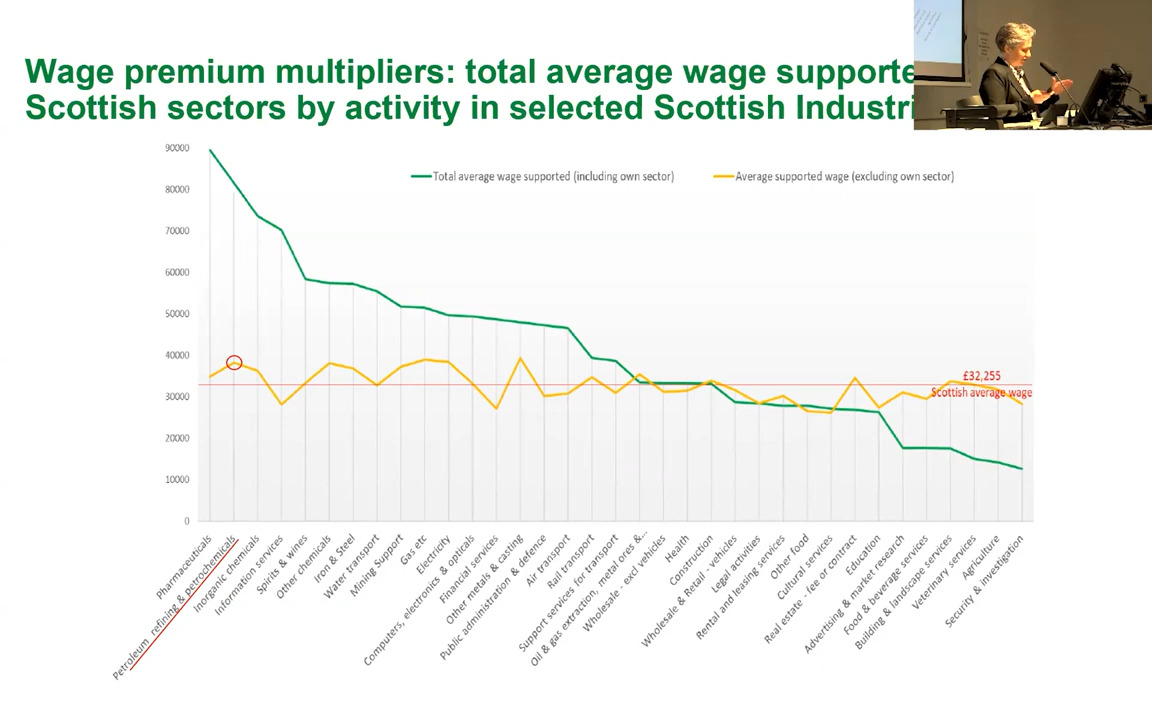 Wage premium multipliers: total average wage supporte
Scottish sectors by activity in selected Scottish Industri
90000
80000
70000
60000
50000
40000
30000
20000
10000
0
Total average wage supported (including own sector)
Average supported wage (excluding own sector)
£32,255
Scottish average wage
Pharmaceuticals
Petroleum refining & petrochemicals
Inorganic chemicals
Information services
Spirits & wines
Other chemicals
Iron & Steel
Water transport
Mining Support
Gas etc
Electricity
Computers, electronics & opticals
Financial services
Other metals & casting
Public administration & defence
Air transport
Rail transport
Support services for transport
Oil & gas extraction, metal ores &...
Wholesale - excl vehicles
Health
Construction
Wholesale & Retail - vehicles
Legal activities
Rental and leasing services
Other food
Cultural services
Real estate - fee or contract
Education
Advertising & market research
Food & beverage services
Building & landscape services
Veterinary services
Agriculture
Security & investigation